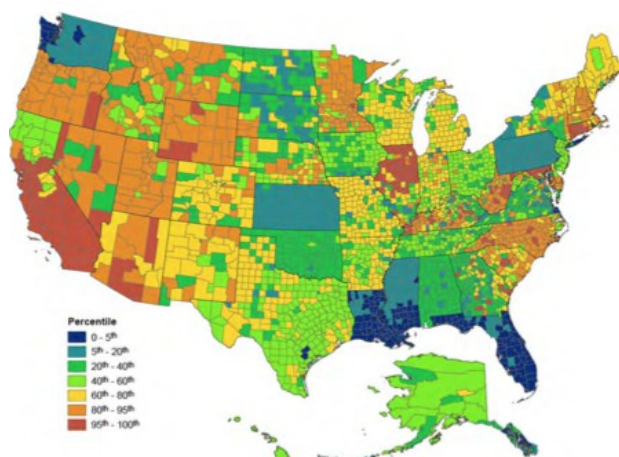 Percentile
0 - 5th
5th - 20th
20th - 40th
40th - 60th
60th - 80th
80th - 95th
95th - 100th